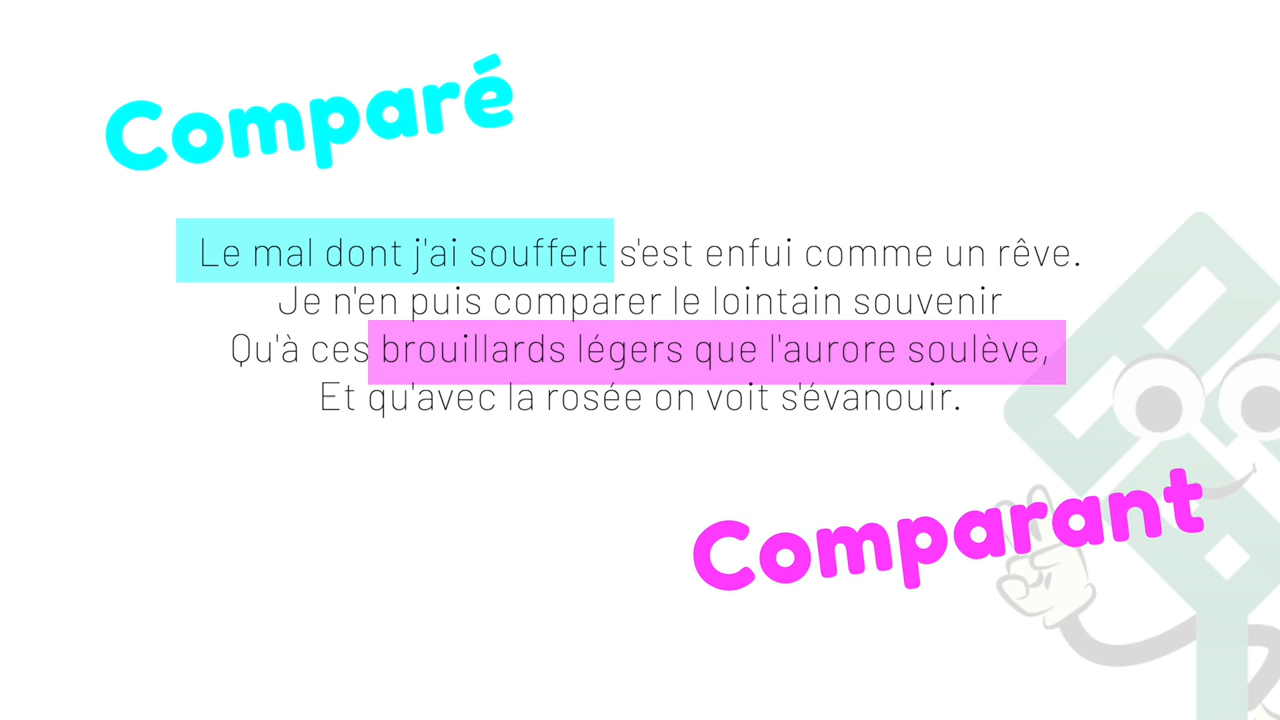 Comparé
Le mal dont j'ai souffert s'est enfui comme un rêve.
Je n'en puis comparer le lointain souvenir
Qu'à ces brouillards légers que l'aurore soulève,
Et qu'avec la rosée on voit s'évanouir.
Comparant